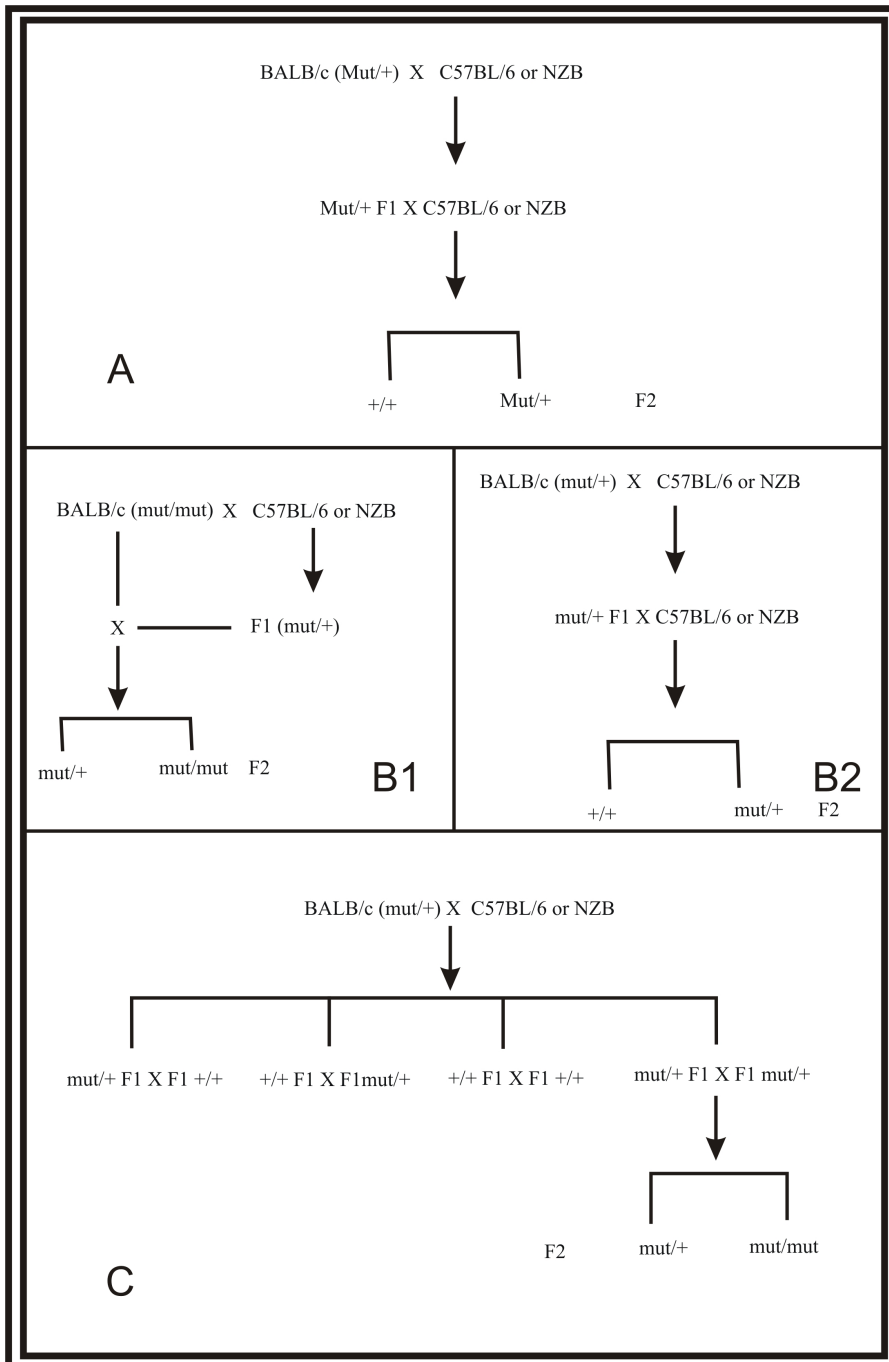 BALB/c (Mut/+) X C57BL/6 or NZB
Mut/+ F1 X C57BL/6 or NZB
A
+/+ Mut/+ F2
BALB/c (mut/mut) X C57BL/6 or NZB
X F1 (mut/+)
mut/+ mut/mut F2
B1
BALB/c (mut/+) X C57BL/6 or NZB
mut/+ F1 X C57BL/6 or NZB
B2
+/+ mut/+ F2
BALB/c (mut/+) X C57BL/6 or NZB
mut/+ F1 X F1 +/+ +/+ F1 X F1mut/+ +/+ F1 X F1 +/+ mut/+ F1 X F1 mut/+
F2 mut/+ mut/mut
C